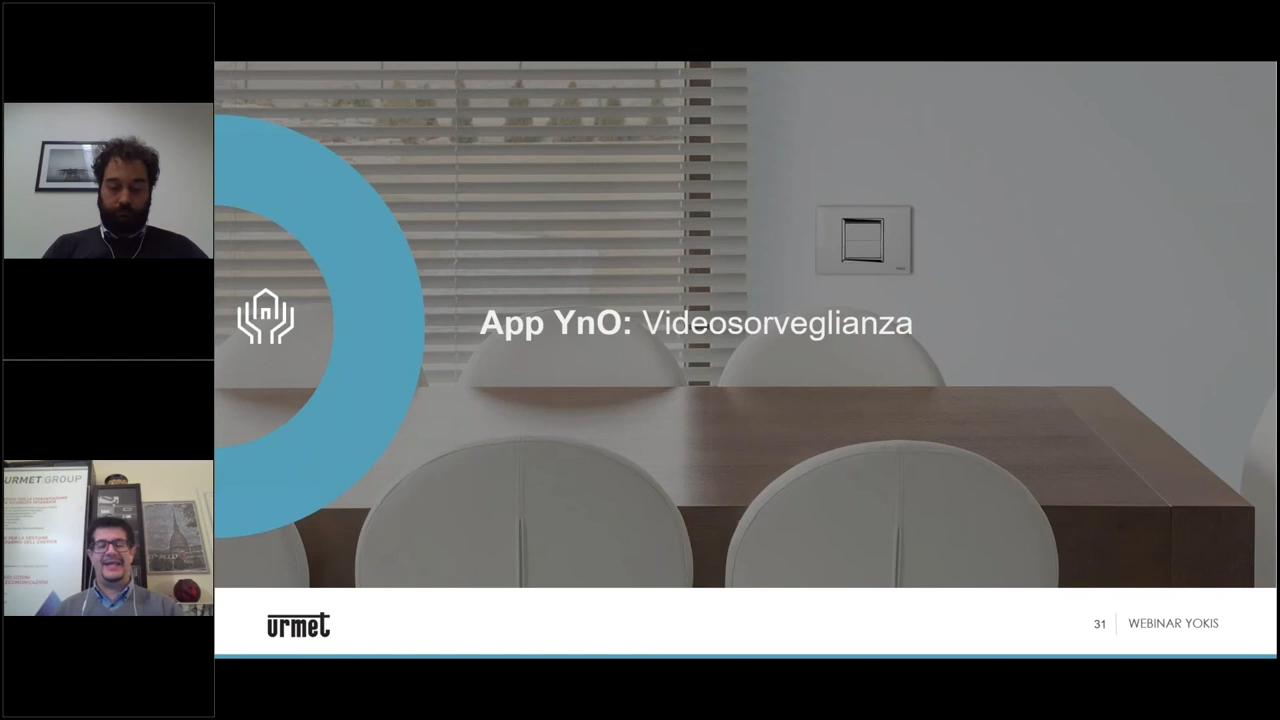 URMET GROUP
App YnO: Videosorveglianza
urmet
31
WEBINAR YOKIS